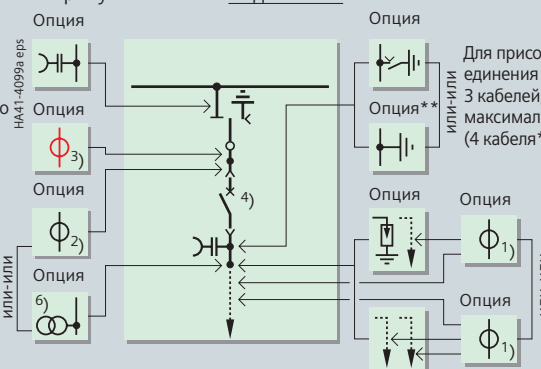 Опция
Опция
HA41-4099a eps
Для присо
единения
3 кабелей
максимал
(4 кабеля*
о
Опция
Опция**
или-или
3)
Опция
4)
Опция
Опция
2)
1)
или-или
Опция
Опция
6)
1)